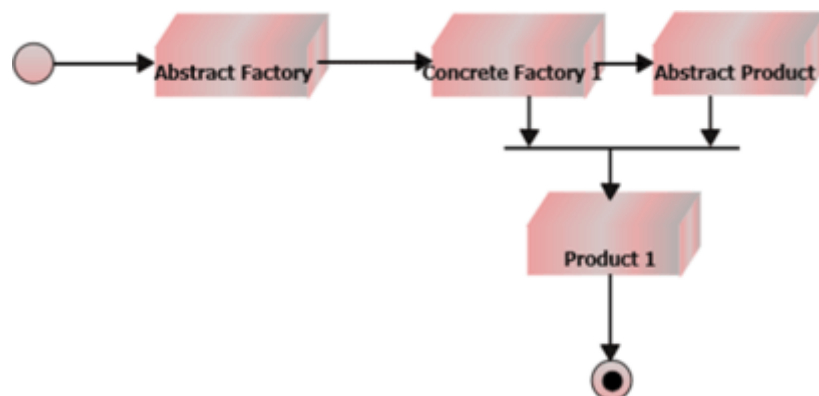 Abstract Factory
Concrete Factory 1
Abstract Product
Product 1